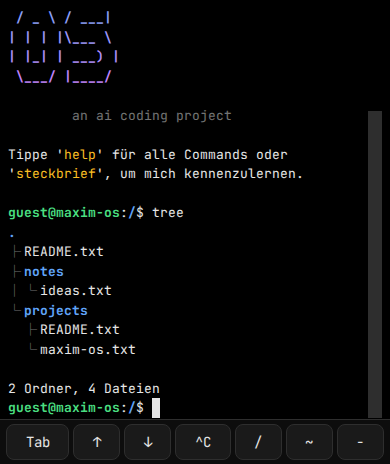 / _ \ / ___|
| | | |\___ \
| |_| | ___) |
 \___/ |____/
an ai coding project
Tippe 'help' für alle Commands oder
'steckbrief', um mich kennenzulernen.
guest@maxim-os:/$ tree
.
├─README.txt
├─notes
│ └─ideas.txt
└─projects
  ├─README.txt
  └─maxim-os.txt
2 Ordner, 4 Dateien
guest@maxim-os:/$
Tab ↑ ↓ ^C / ~ -